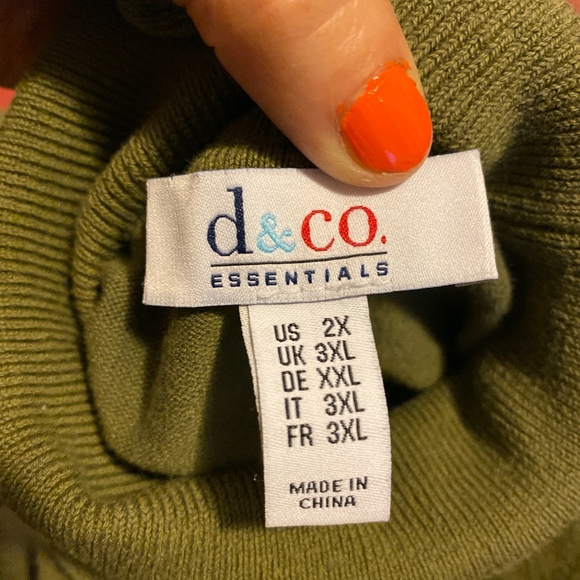 d&co.
ESSENTIALS
US 2X
UK 3XL
DE XXL
IT 3XL
FR 3XL
MADE IN
CHINA